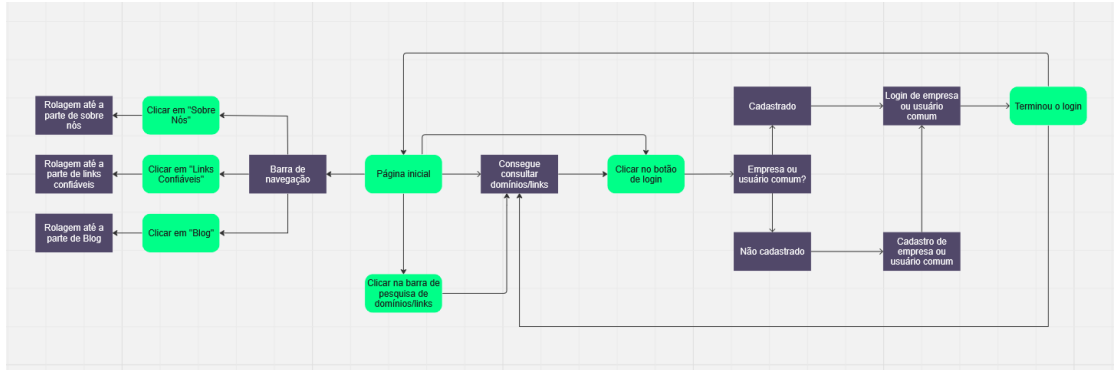 Rolagem até a
parte de sobre
nós
Clicar em "Sobre
Nós"
Rolagem até a
parte de links
confiáveis
Clicar em "Links
Confiáveis"
Barra de
navegação
Rolagem até a
parte de Blog
Clicar em "Blog"
Página inicial
Clicar na barra de
pesquisa de
domínios/links
Consegue
consultar
domínios/links
Clicar no botão
de login
Empresa ou
usuário comum?
Cadastrado
Não cadastrado
Login de empresa
ou usuário
comum
Cadastro de
empresa ou
usuário comum
Terminou o login